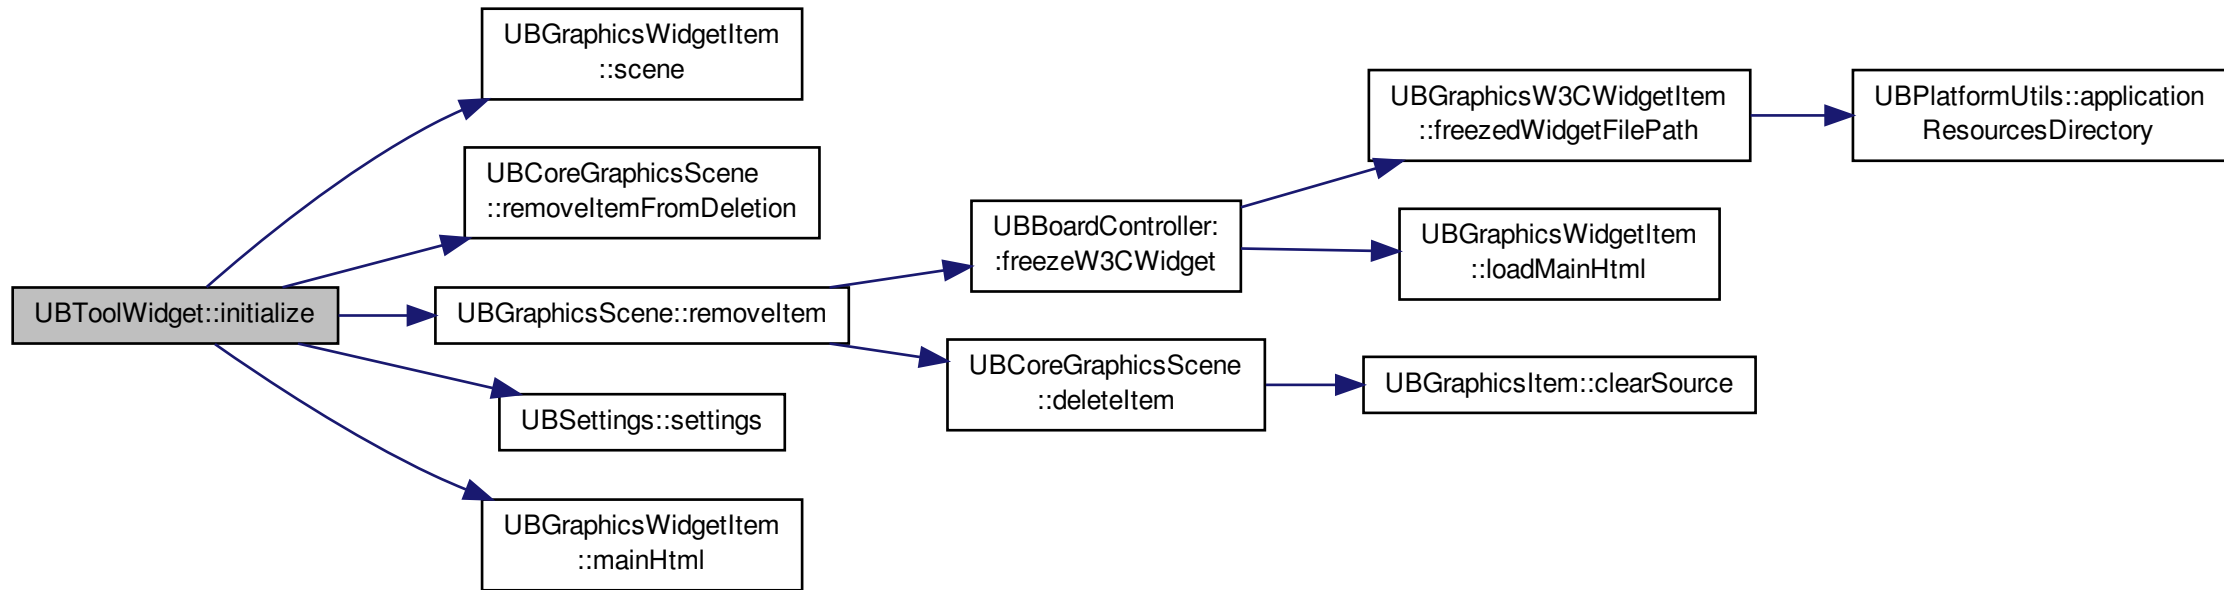 UBGraphicsWidgetItem
::scene
UBCoreGraphicsScene
::removeItemFromDeletion
UBToolWidget::initialize
UBGraphicsScene::removeItem
UBSettings::settings
UBGraphicsWidgetItem
::mainHtml
UBBoardController:
:freezeW3CWidget
UBCoreGraphicsScene
::deleteItem
UBGraphicsW3CWidgetItem
::freezedWidgetFilePath
UBGraphicsWidgetItem
::loadMainHtml
UBGraphicsItem::clearSource
UBPlatformUtils::application
ResourcesDirectory